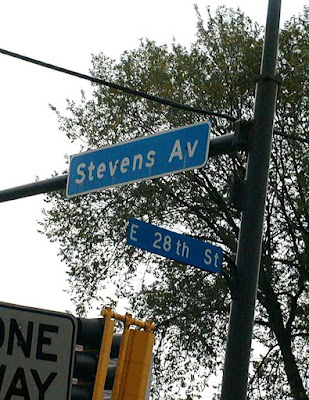 Stevens Av
E 28th St
ONE
WAY